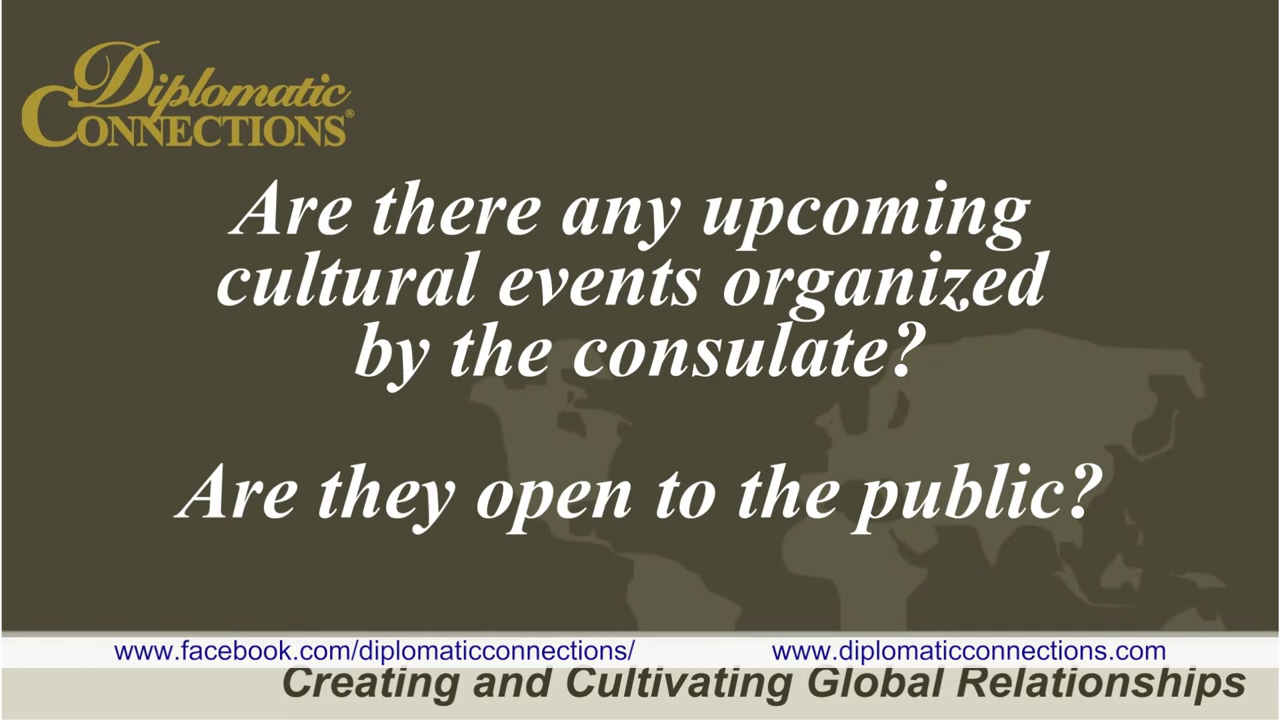 Diplomatic
CONNECTIONS®
Are there any upcoming
cultural events organized
by the consulate?
Are they open to the public?
www.facebook.com/diplomaticconnections/ www.diplomaticconnections.com
Creating and Cultivating Global Relationships